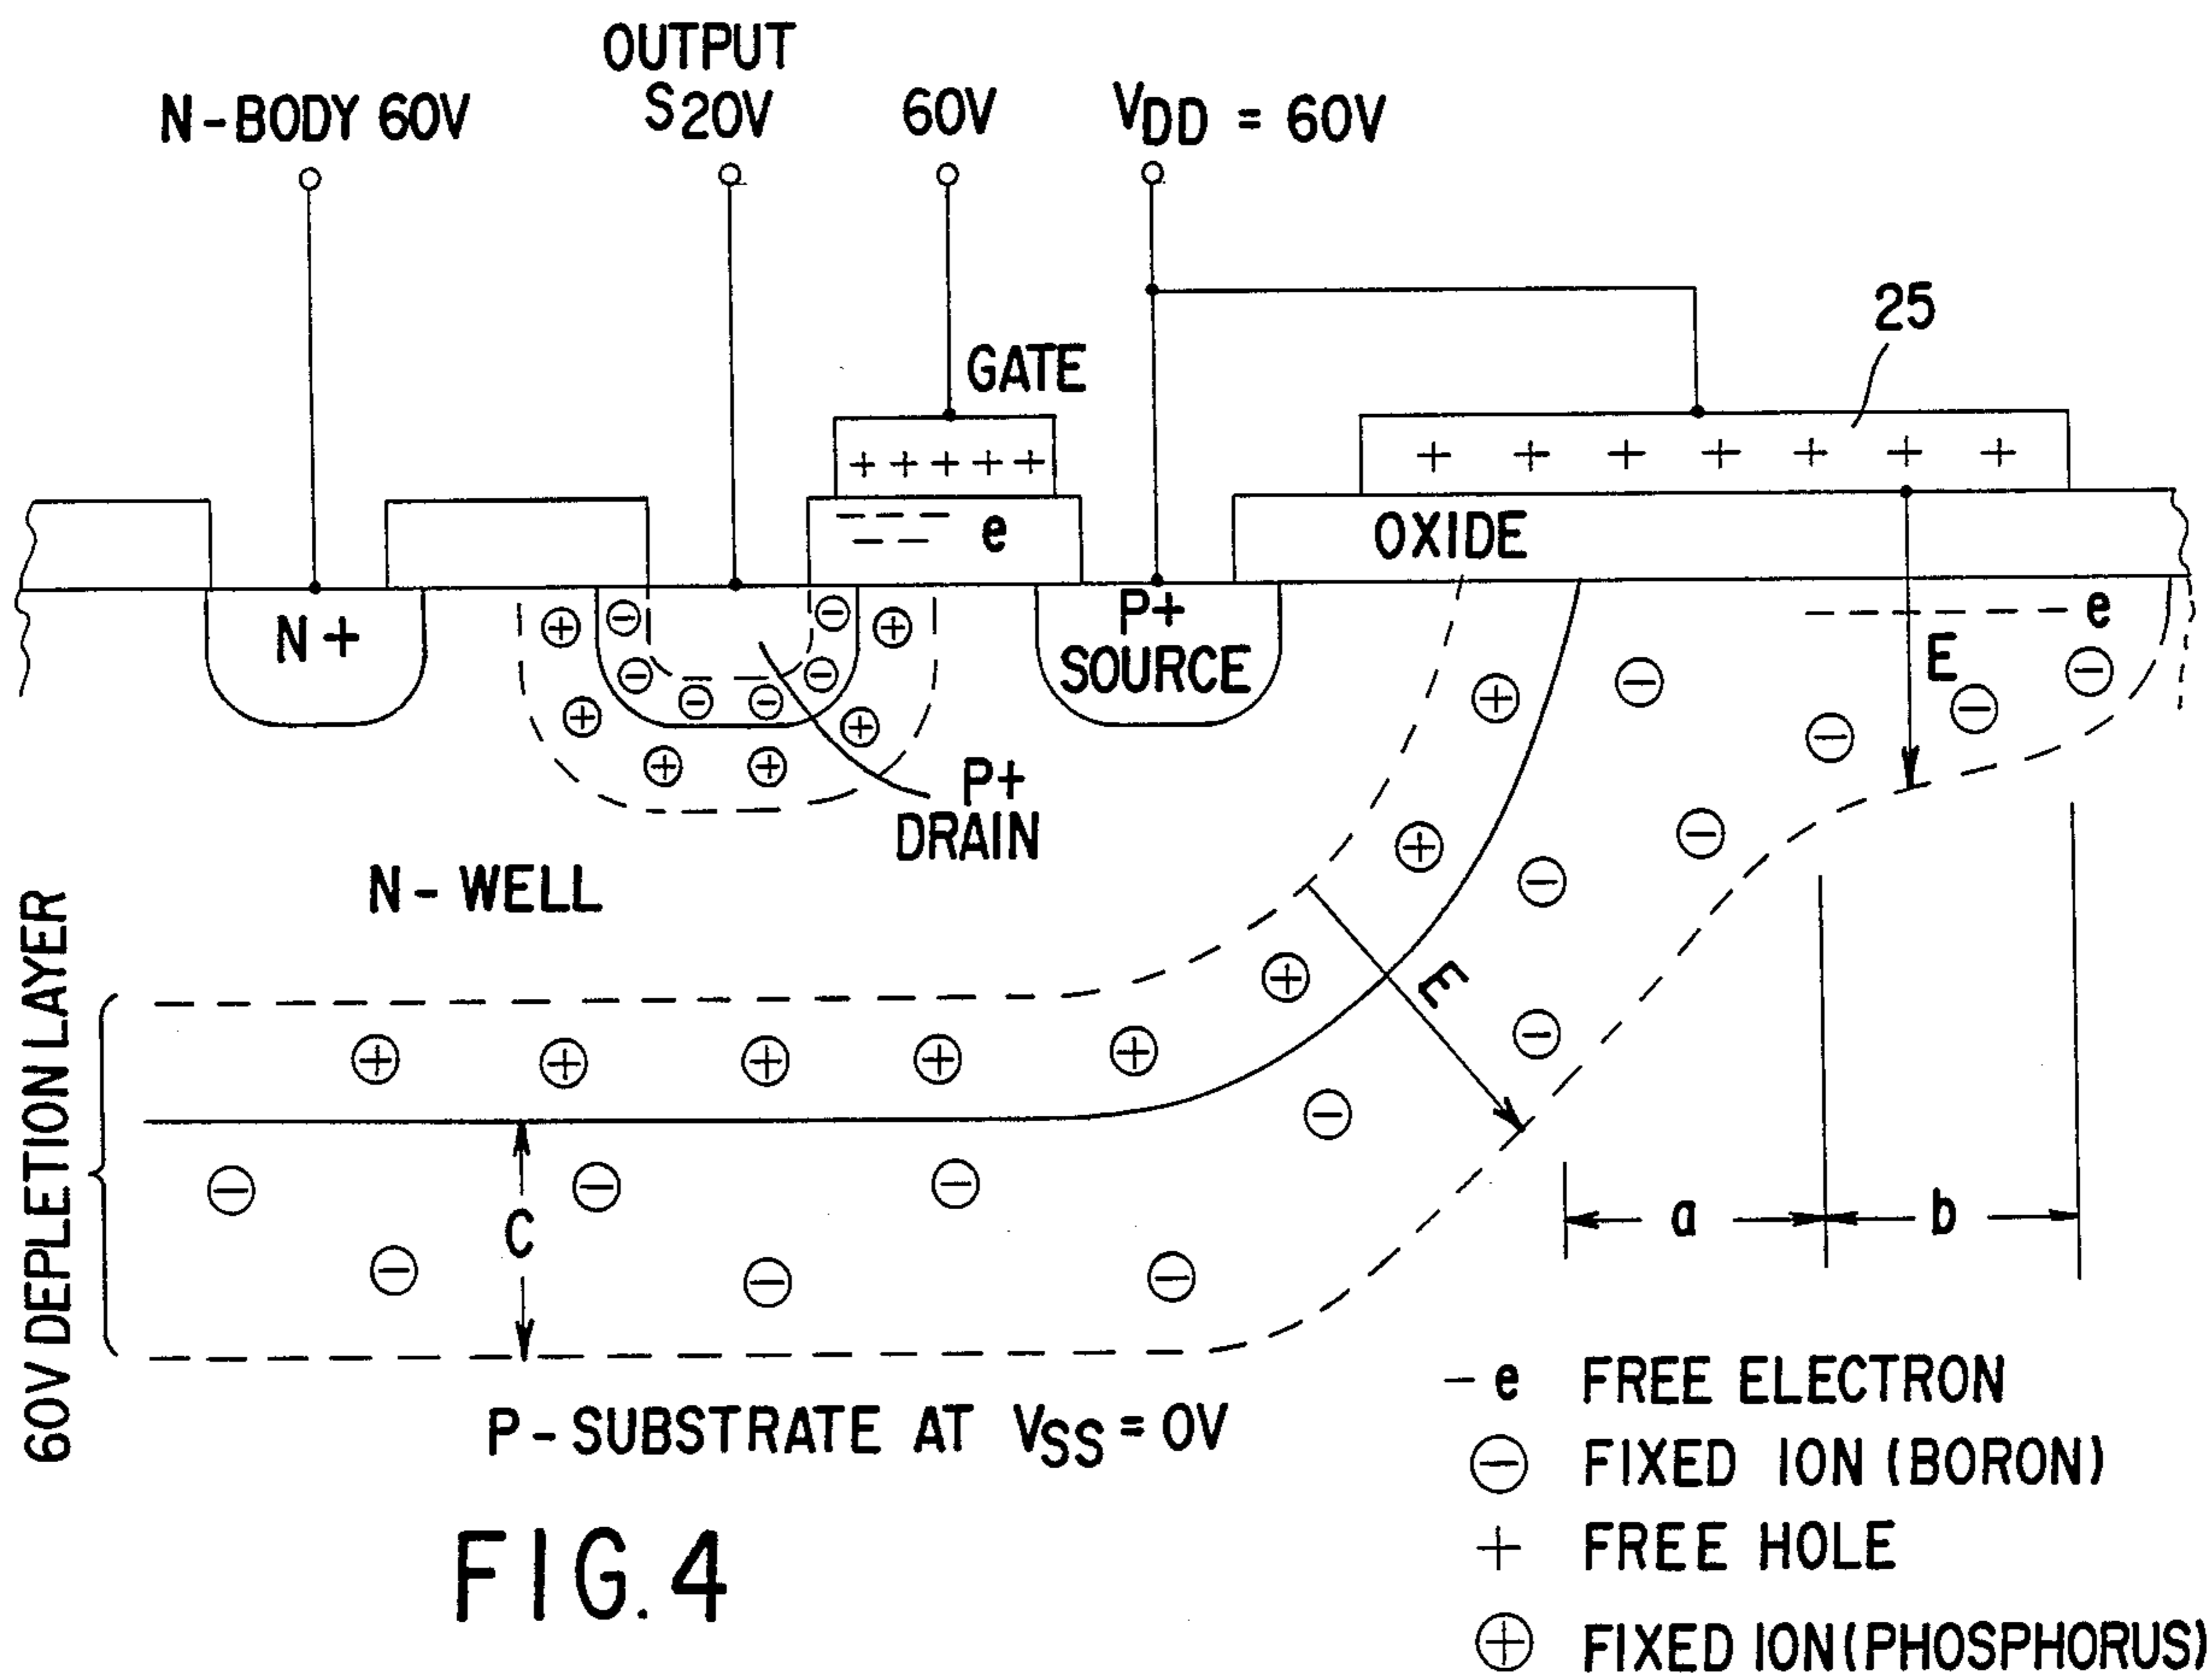 OUTPUT
N-BODY 60V
S20V
60V
VDD = 60V
25
GATE
+ + + + +
+ + + + + + +
e
OXIDE
e
N+
P+
SOURCE
E
P+
DRAIN
N-WELL
E
60V DEPLETION LAYER
C
a
b
P-SUBSTRATE AT VSS = 0V
-e FREE ELECTRON
⊖ FIXED ION (BORON)
+ FREE HOLE
⊕ FIXED ION (PHOSPHORUS)
FIG. 4